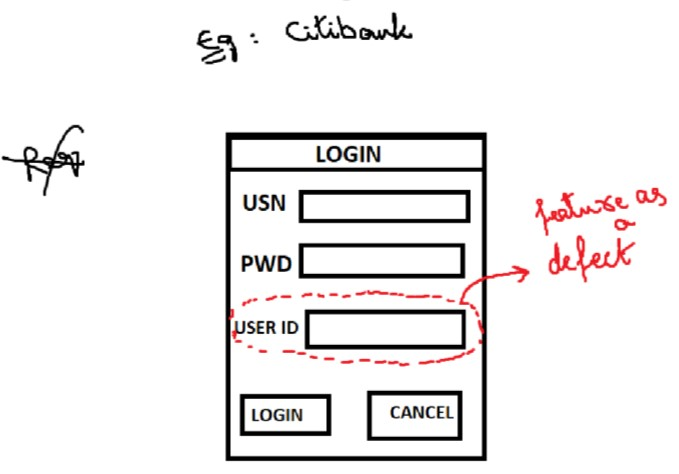 Eg : Citibank
LOGIN
USN
PWD
USER ID
LOGIN
CANCEL
feature as
a
defect